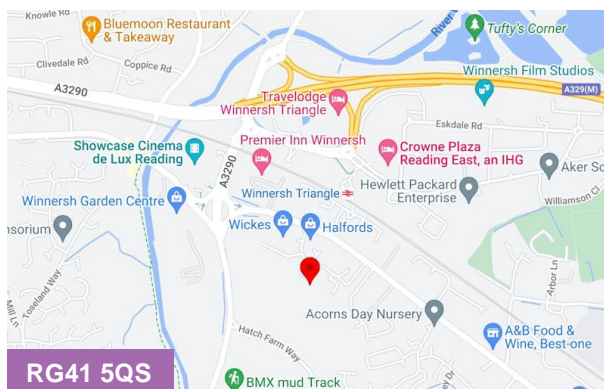 Knowle Rd
Bluemoon Restaurant
& Takeaway
Clivedale Rd
Coppice Rd
A3290
River
Tufty's Corner
Winnersh Film Studios
A329(M)
Travelodge
Winnersh Triangle
Eskdale Rd
Showcase Cinema
de Lux Reading
A3290
Premier Inn Winnersh
Crowne Plaza
Reading East, an IHG
Aker So
Winnersh Triangle
Hewlett Packard
Enterprise
Williamson Cl
Winnersh Garden Centre
Wickes
Halfords
nsorium
Toseland Way
Mill Ln
Arbor Ln
Acorns Day Nursery
Hatch Farm Way
A&B Food &
Wine, Best-one
ey Dr
BMX mud Track
RG41 5QS